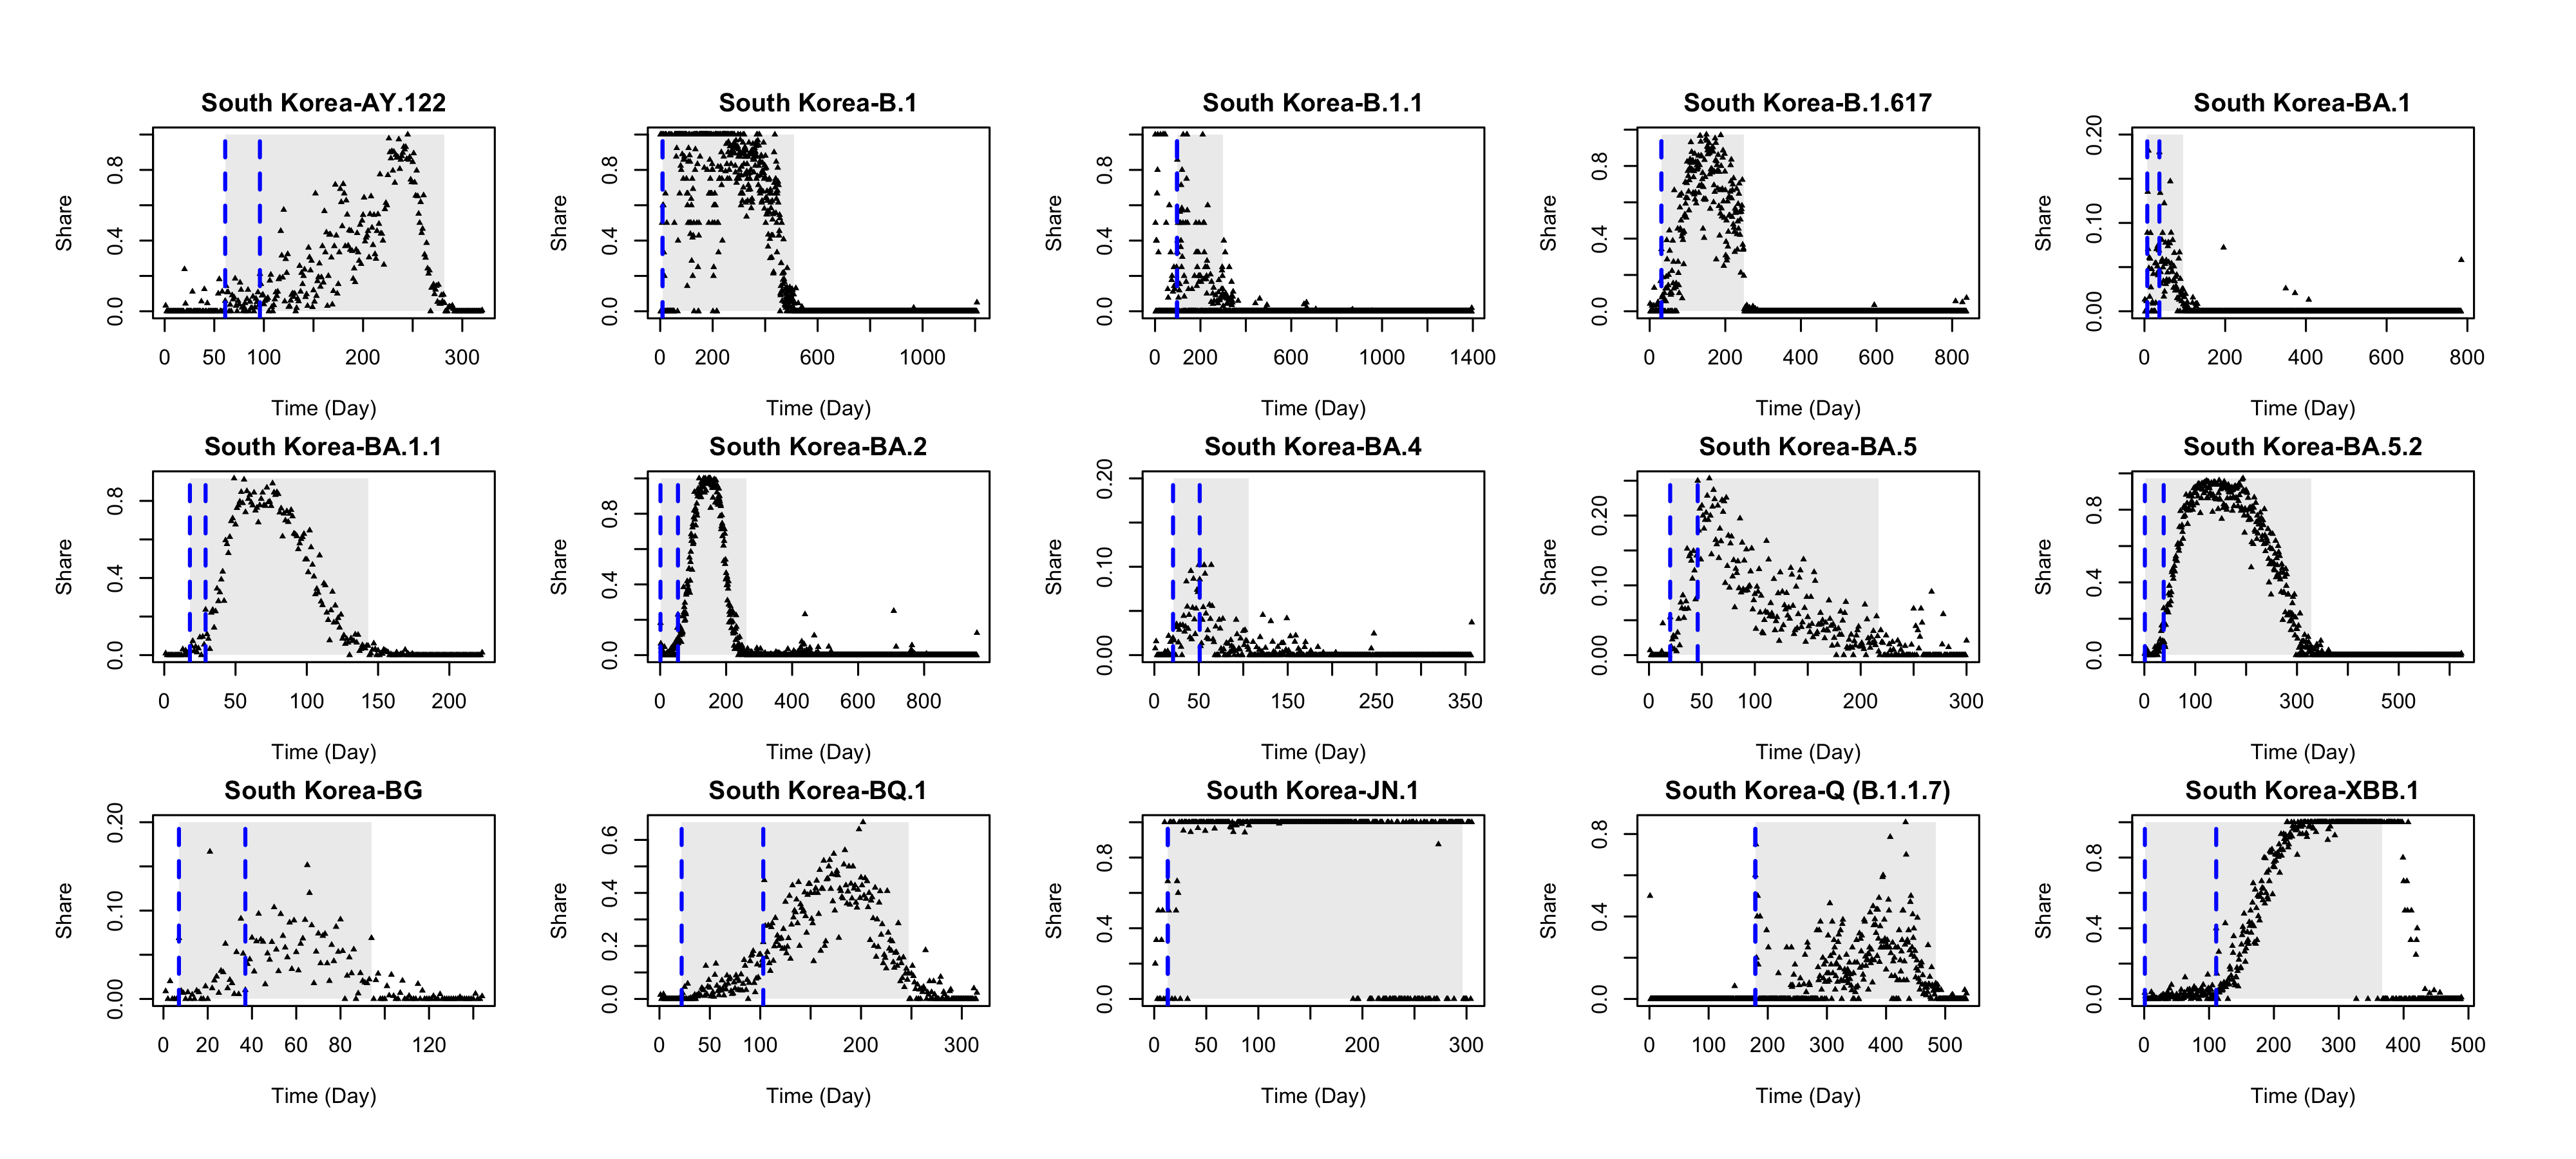 South Korea-AY.122
South Korea-B.1
South Korea-B.1.1
South Korea-B.1.617
South Korea-BA.1
Share
0.0 0.4 0.8
0 50 100 200 300
Time (Day)
Share
0.0 0.4 0.8
0 200 600 1000
Time (Day)
Share
0.0 0.4 0.8
0 200 600 1000 1400
Time (Day)
Share
0.0 0.4 0.8
0 200 400 600 800
Time (Day)
Share
0.00 0.10 0.20
0 200 400 600 800
Time (Day)
South Korea-BA.1.1
South Korea-BA.2
South Korea-BA.4
South Korea-BA.5
South Korea-BA.5.2
Share
0.0 0.4 0.8
0 50 100 150 200
Time (Day)
Share
0.0 0.4 0.8
0 200 400 600 800
Time (Day)
Share
0.00 0.10 0.20
0 50 150 250 350
Time (Day)
Share
0.00 0.10 0.20
0 50 100 200 300
Time (Day)
Share
0.0 0.4 0.8
0 100 300 500
Time (Day)
South Korea-BG
South Korea-BQ.1
South Korea-JN.1
South Korea-Q (B.1.1.7)
South Korea-XBB.1
Share
0.00 0.10 0.20
0 20 40 60 80 120
Time (Day)
Share
0.0 0.2 0.4 0.6
0 50 100 200 300
Time (Day)
Share
0.0 0.4 0.8
0 50 100 200 300
Time (Day)
Share
0.0 0.4 0.8
0 100 200 300 400 500
Time (Day)
Share
0.0 0.4 0.8
0 100 200 300 400 500
Time (Day)